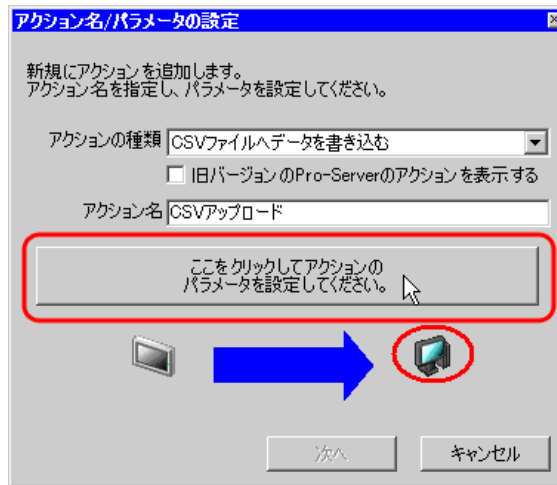 アクション名/パラメータの設定
新規にアクションを追加します。
アクション名を指定し、パラメータを設定してください。
アクションの種類 CSVファイルへデータを書き込む
旧バージョンのPro-Serverのアクションを表示する
アクション名 CSVアップロード
ここをクリックしてアクションの
パラメータを設定してください。
次へ キャンセル